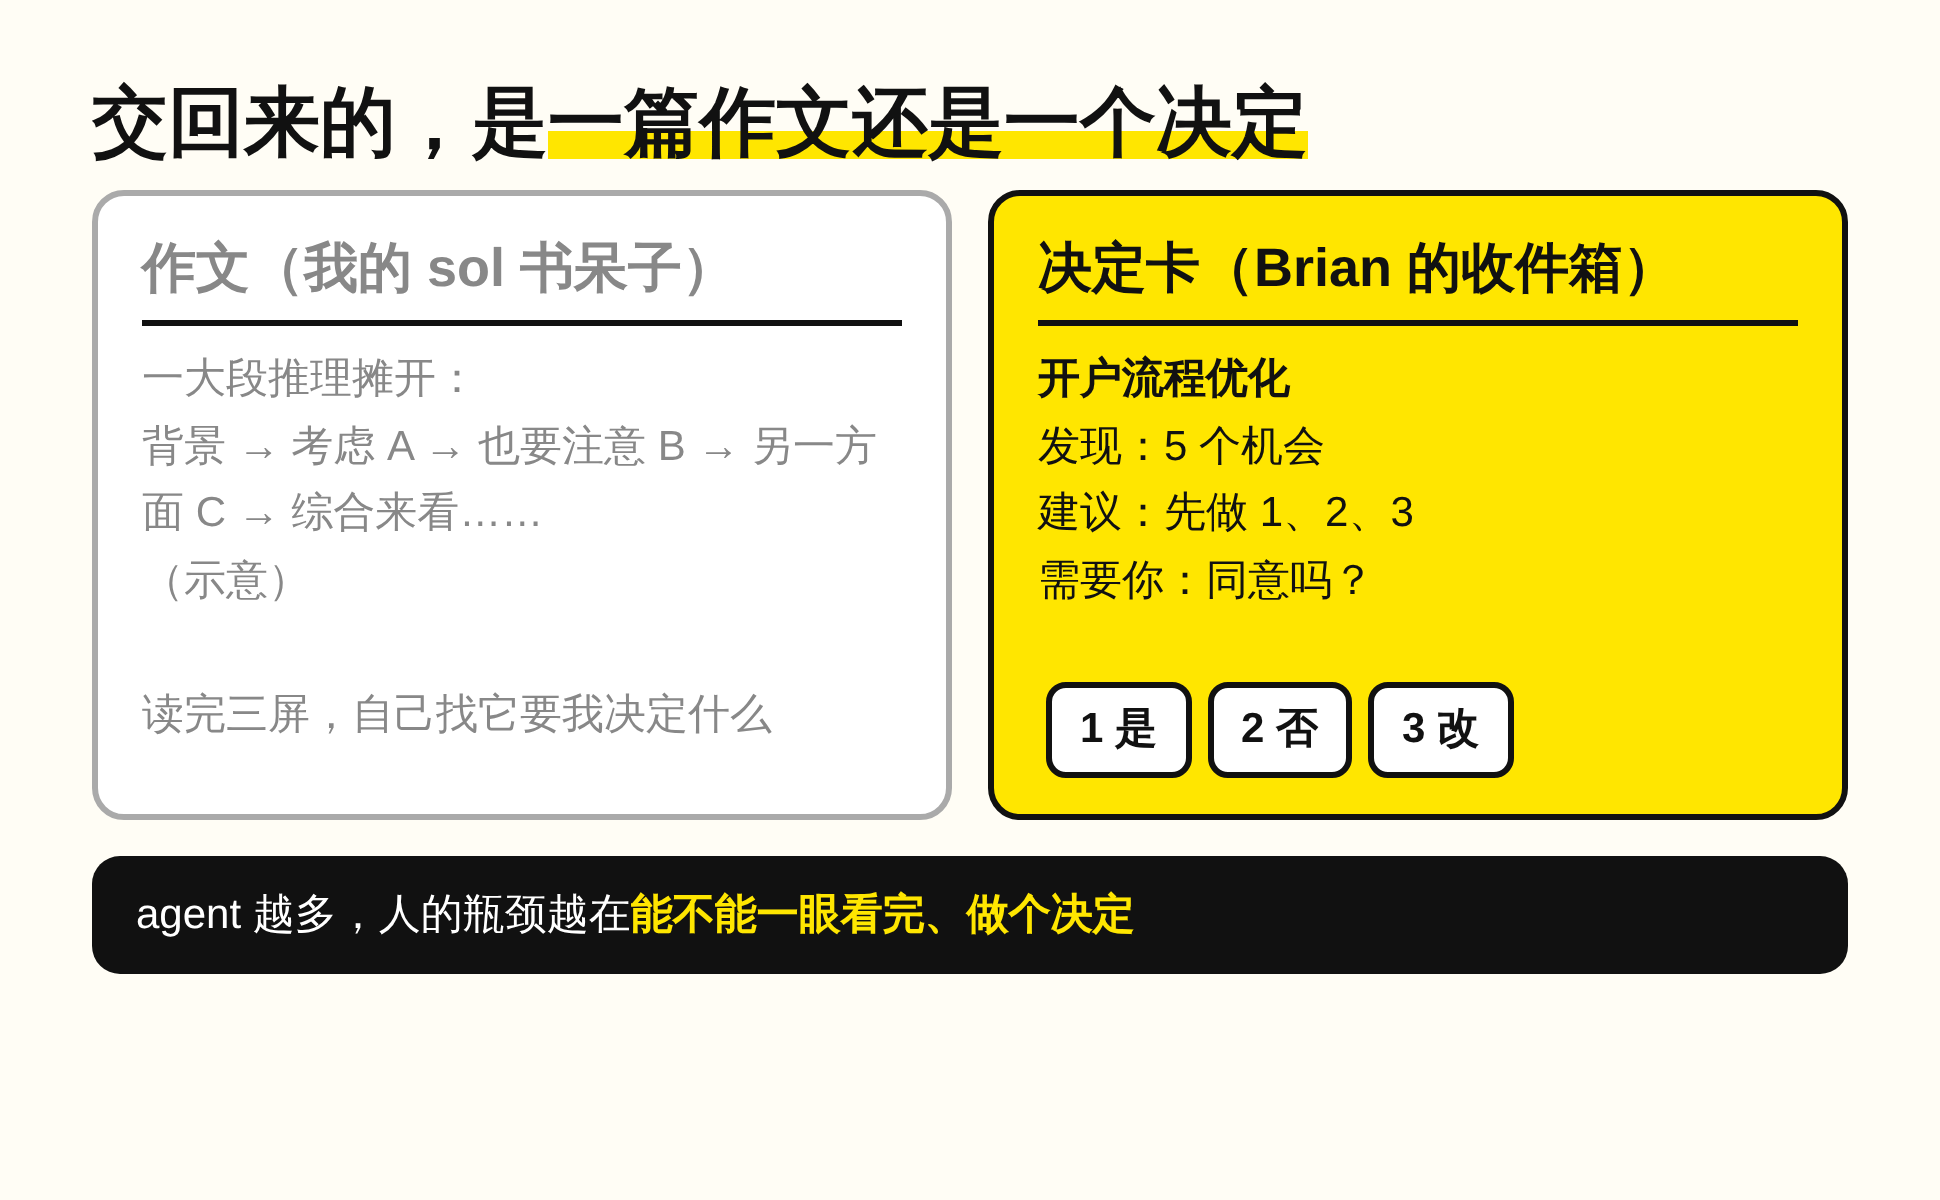 交回来的，是一篇作文还是一个决定
作文（我的 sol 书呆子）
一大段推理摊开：
背景 → 考虑 A → 也要注意 B → 另一方
面 C → 综合来看……
（示意）
读完三屏，自己找它要我决定什么
决定卡（Brian 的收件箱）
开户流程优化
发现：5 个机会
建议：先做 1、2、3
需要你：同意吗？
1 是
2 否
3 改
agent 越多，人的瓶颈越在能不能一眼看完、做个决定